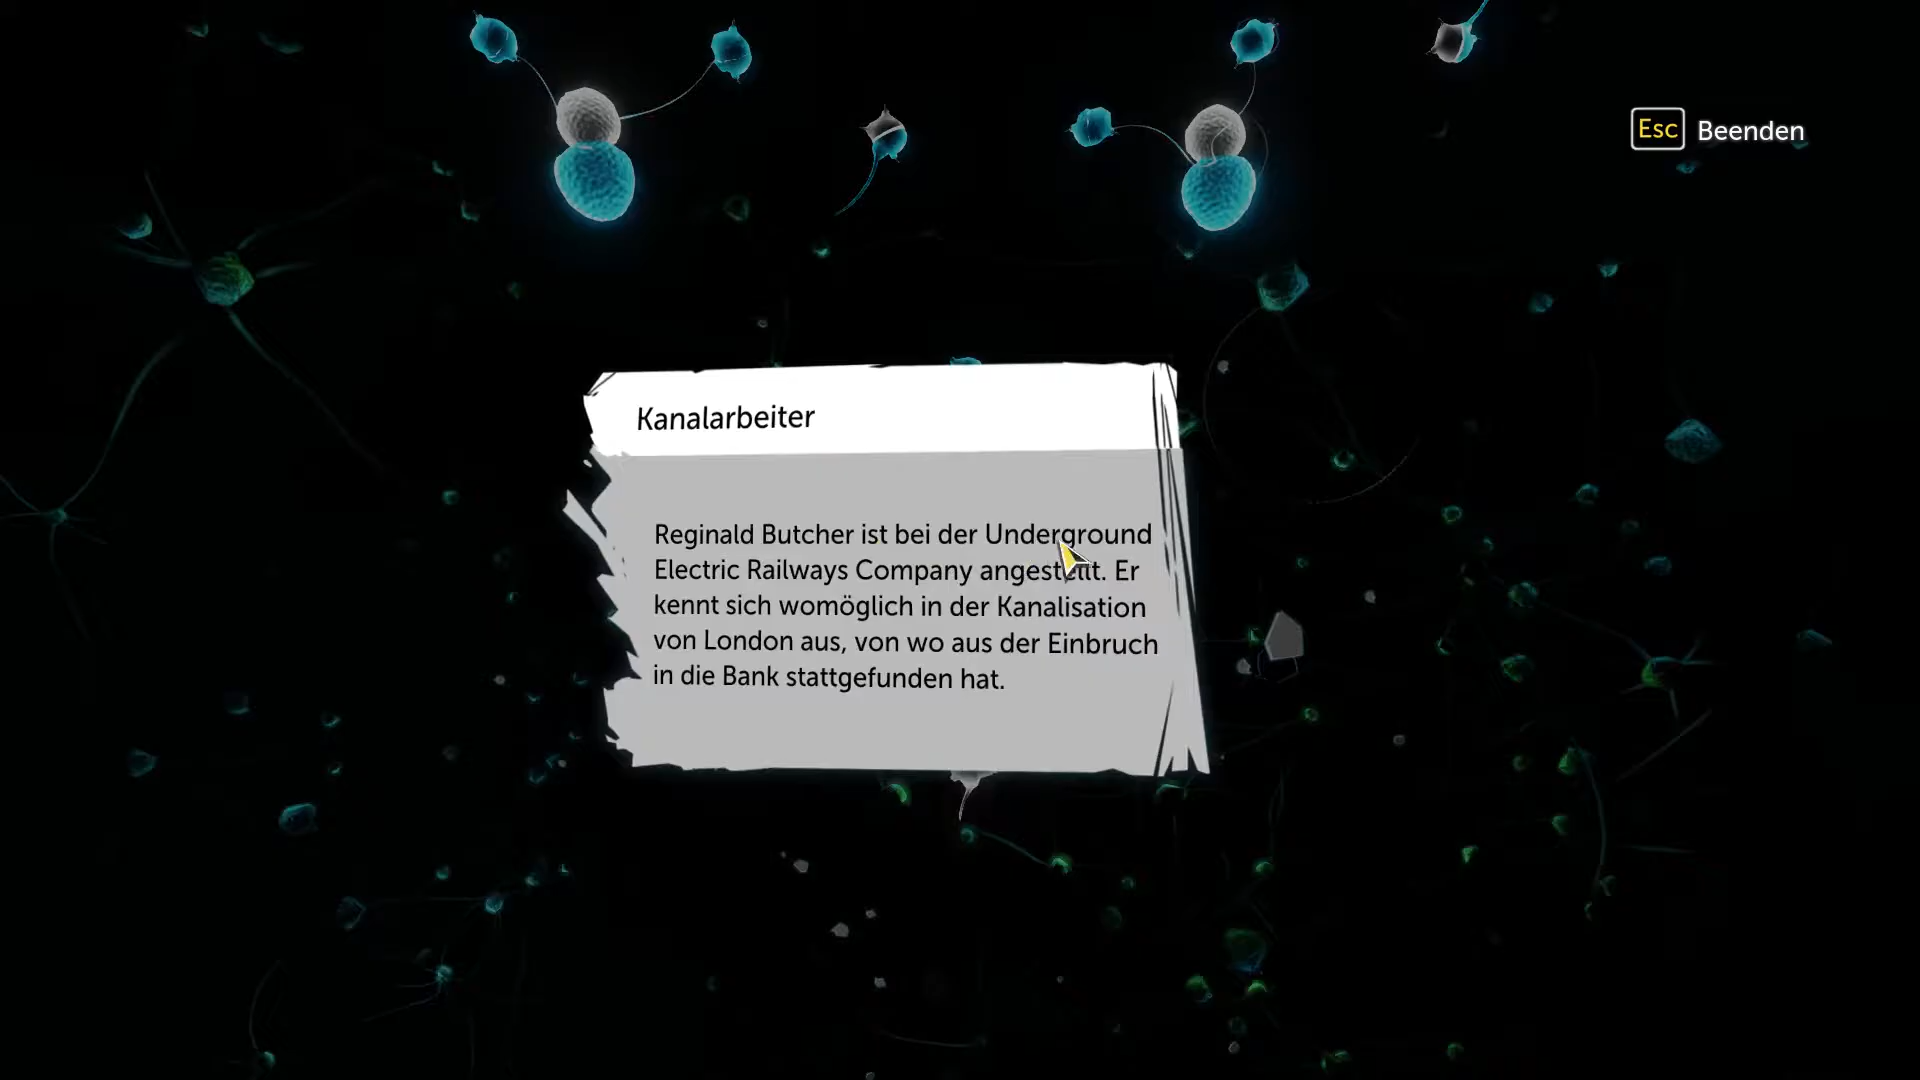 Esc Beenden
Kanalarbeiter
Reginald Butcher ist bei der Underground
Electric Railways Company angestellt. Er
kennt sich womöglich in der Kanalisation
von London aus, von wo aus der Einbruch
in die Bank stattgefunden hat.